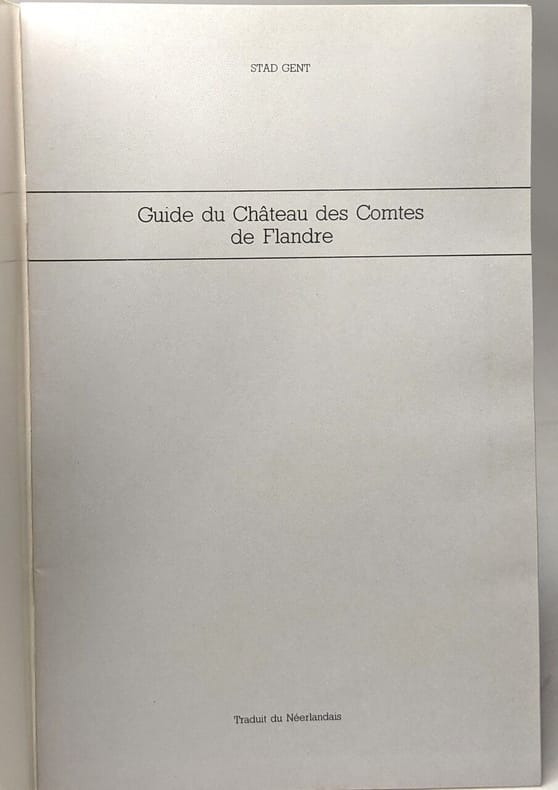 STAD GENT
Guide du Château des Comtes
de Flandre
Traduit du Néerlandais